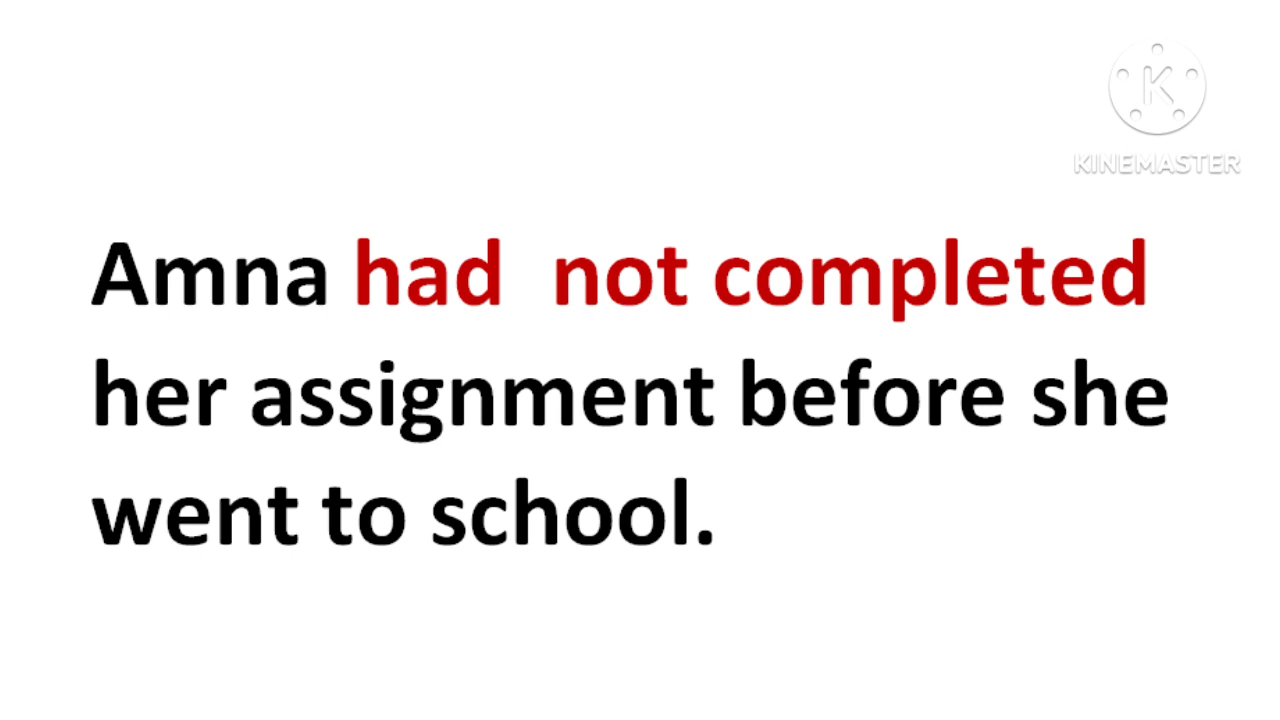 K
KINEMASTER
Amna had  not completed
her assignment before she
went to school.